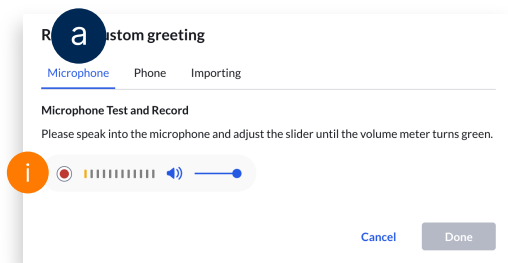 a
R ustom greeting
Microphone Phone Importing
Microphone Test and Record
Please speak into the microphone and adjust the slider until the volume meter turns green.
i
Cancel Done